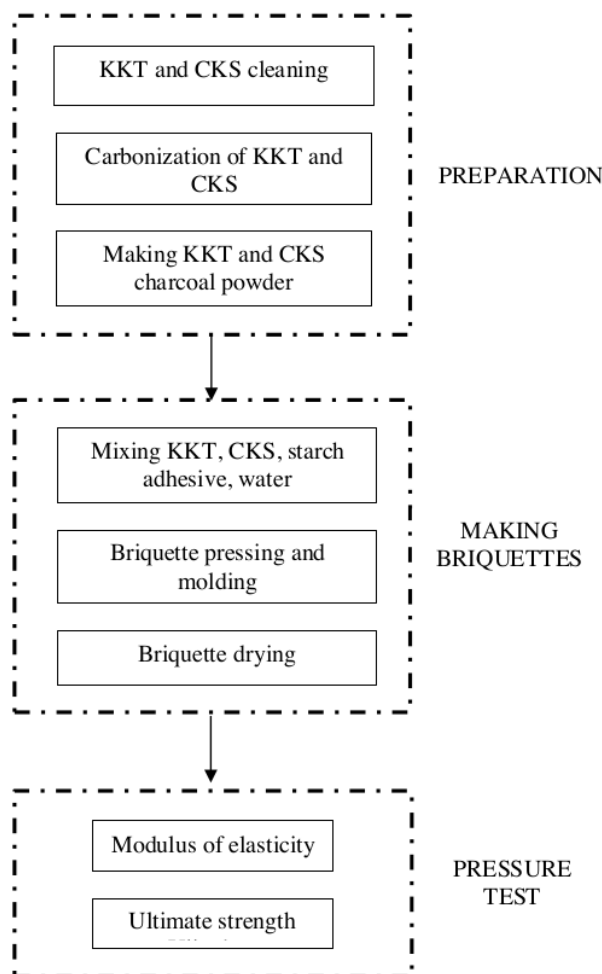 KKT and CKS cleaning
Carbonization of KKT and
CKS
PREPARATION
Making KKT and CKS
charcoal powder
Mixing KKT, CKS, starch
adhesive, water
MAKING
BRIQUETTES
Briquette pressing and
molding
Briquette drying
Modulus of elasticity
PRESSURE
TEST
Ultimate strength